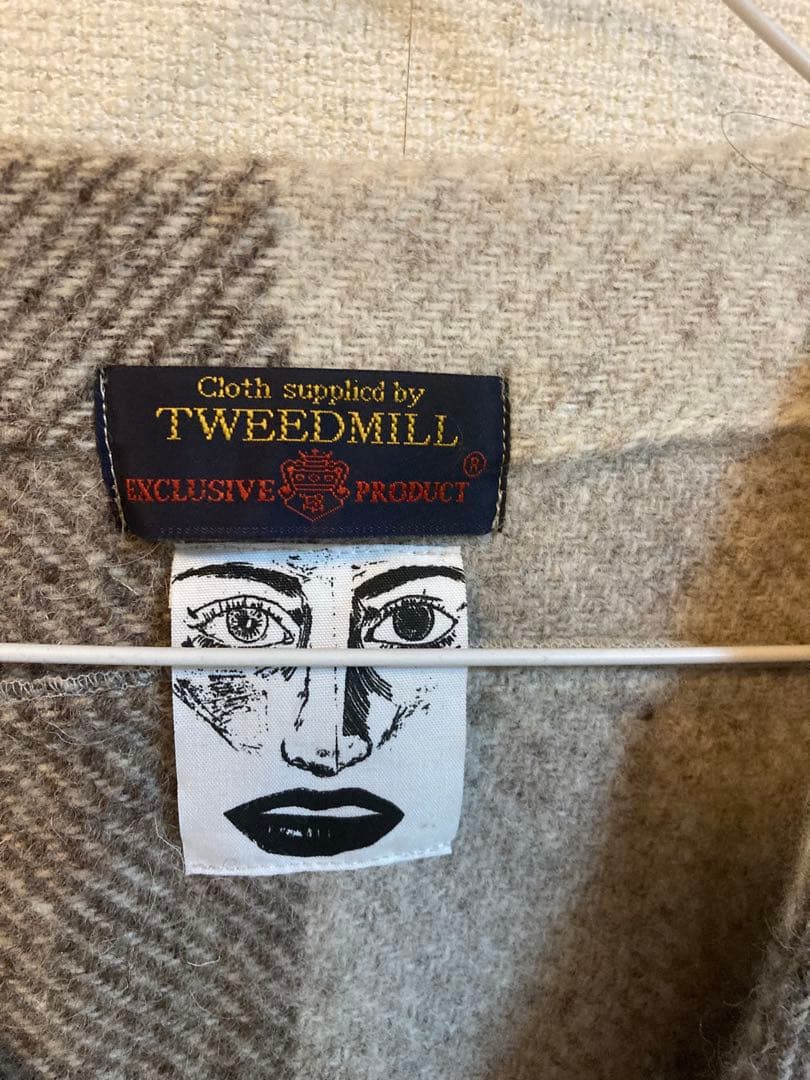 Cloth supplied by
TWEEDMILL
EXCLUSIVE PRODUCT ®